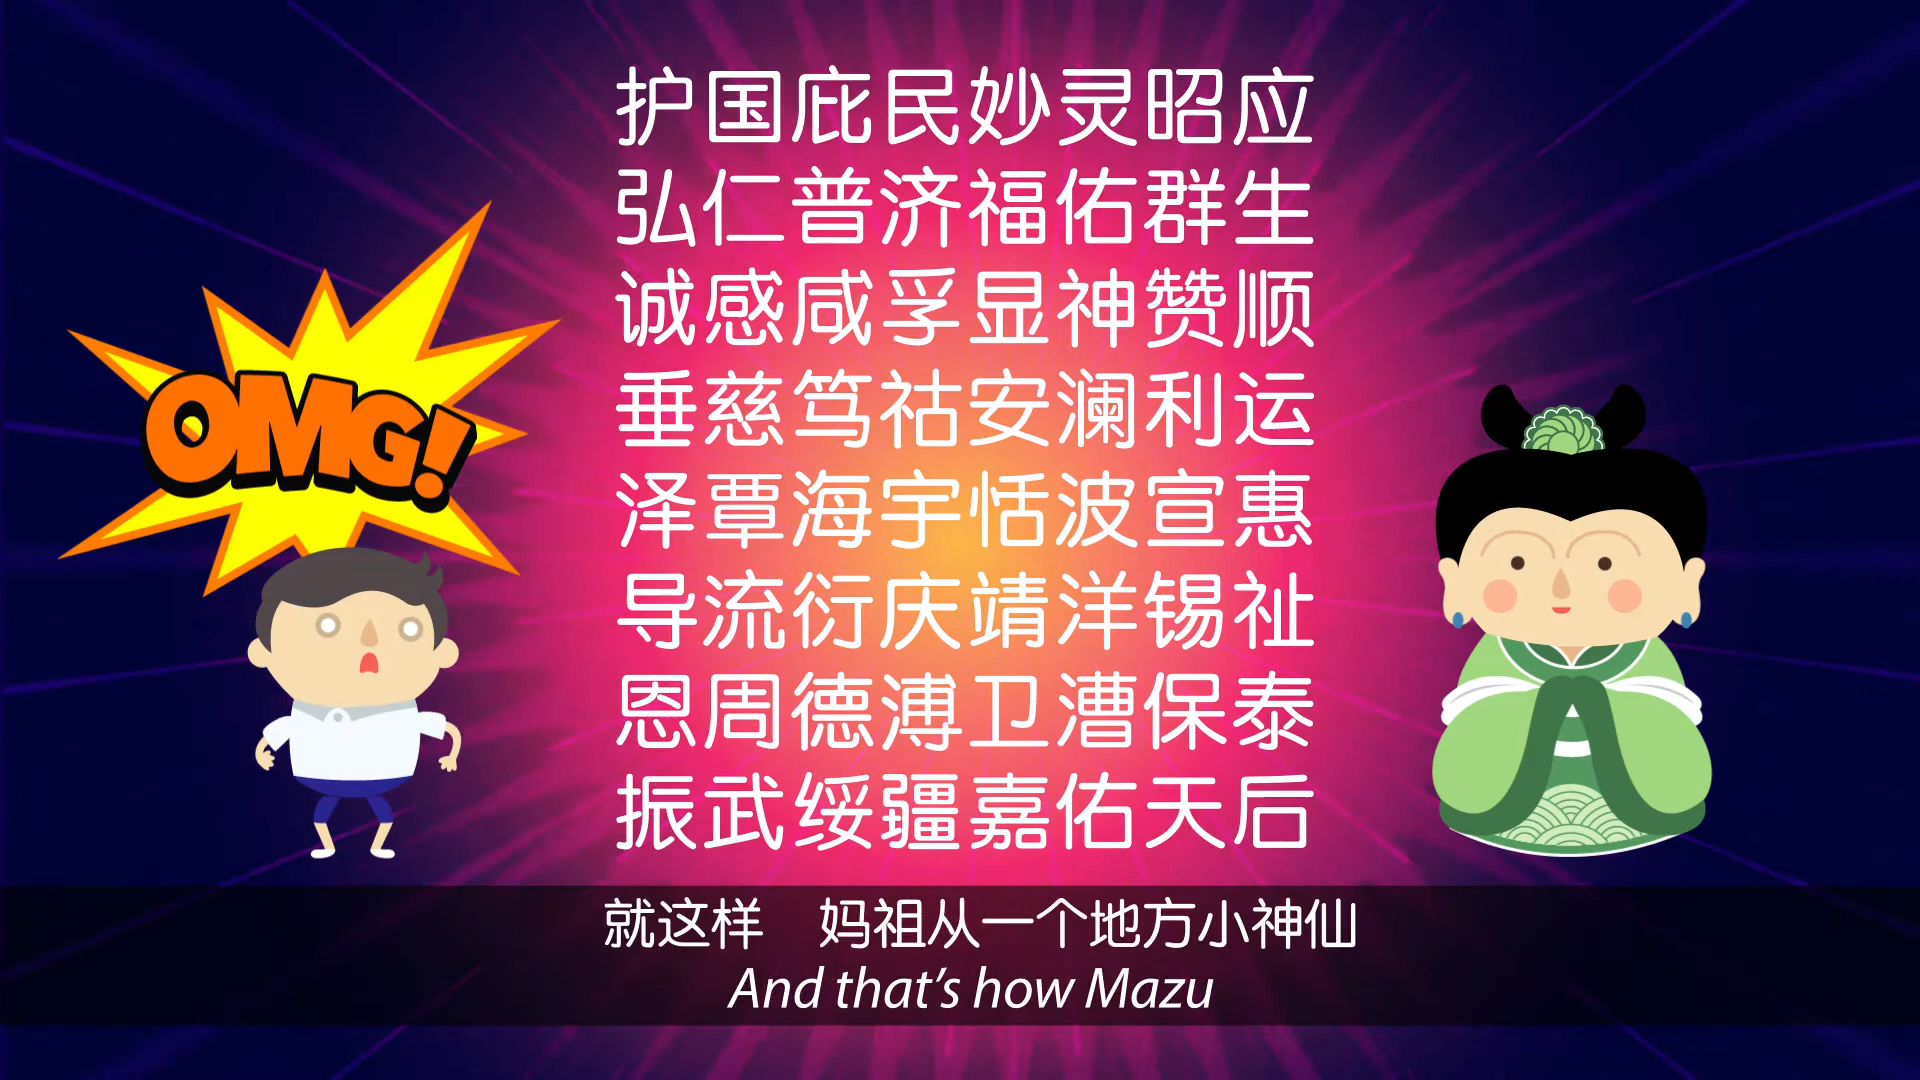 护国庇民妙灵昭应
弘仁普济福佑群生
诚感咸孚显神赞顺
垂慈笃祜安澜利运
泽覃海宇恬波宣惠
导流衍庆靖洋锡祉
恩周德溥卫漕保泰
振武绥疆嘉佑天后
OMG!
就这样 妈祖从一个地方小神仙
And that's how Mazu